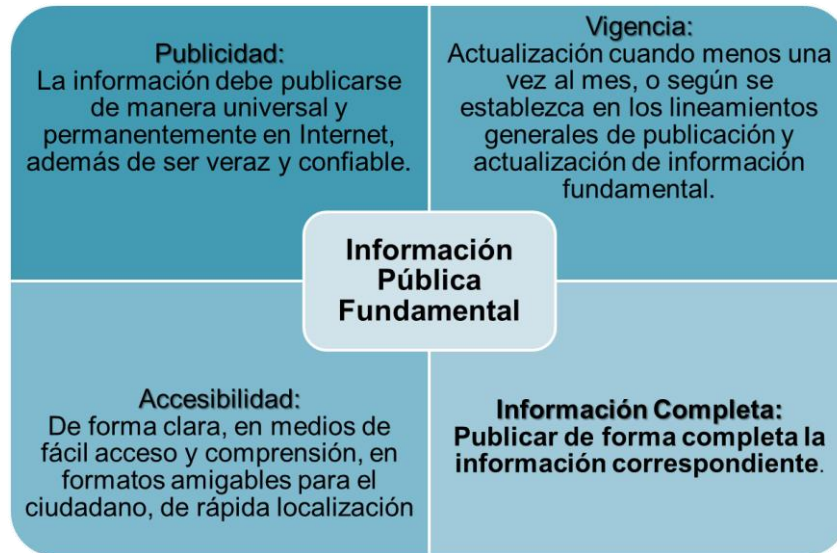 Publicidad:
La información debe publicarse
de manera universal y
permanentemente en Internet,
además de ser veraz y confiable.
Vigencia:
Actualización cuando menos una
vez al mes, o según se
establezca en los lineamientos
generales de publicación y
actualización de información
fundamental.
Información
Pública
Fundamental
Accesibilidad:
De forma clara, en medios de
fácil acceso y comprensión, en
formatos amigables para el
ciudadano, de rápida localización
Información Completa:
Publicar de forma completa la
información correspondiente.